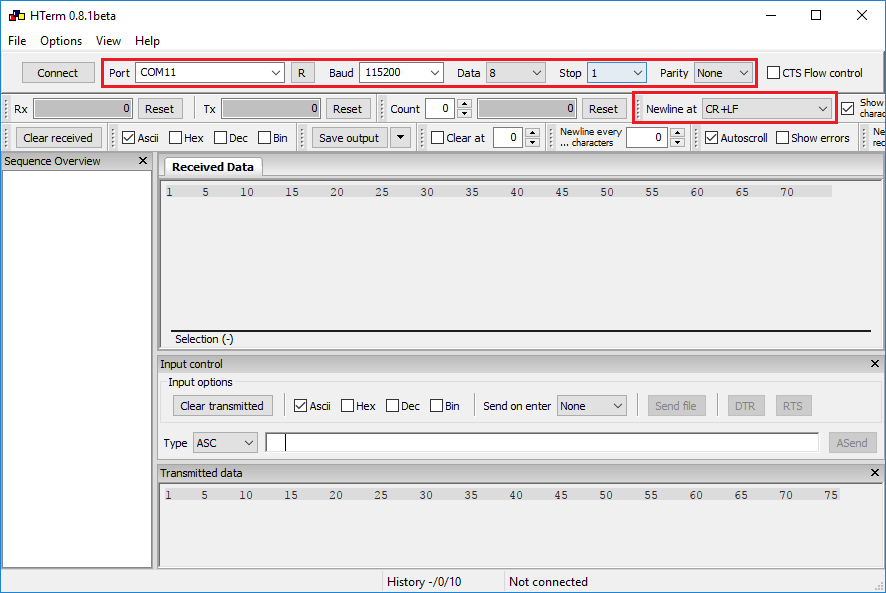 HTerm 0.8.1beta
File Options View Help
Connect Port COM11 R Baud 115200 Data 8 Stop 1 Parity None CTS Flow control
Rx 0 Reset Tx 0 Reset Count 0 0 Reset Newline at CR+LF Show
Clear received Ascii Hex Dec Bin Save output Clear at 0 Newline every
... characters 0 Autoscroll Show errors
Sequence Overview
Received Data
1 5 10 15 20 25 30 35 40 45 50 55 60 65 70
Selection (-)
Input control
Input options
Clear transmitted Ascii Hex Dec Bin Send on enter None Send file DTR RTS
Type ASC ASend
Transmitted data
1 5 10 15 20 25 30 35 40 45 50 55 60 65 70 75
History -/0/10 Not connected